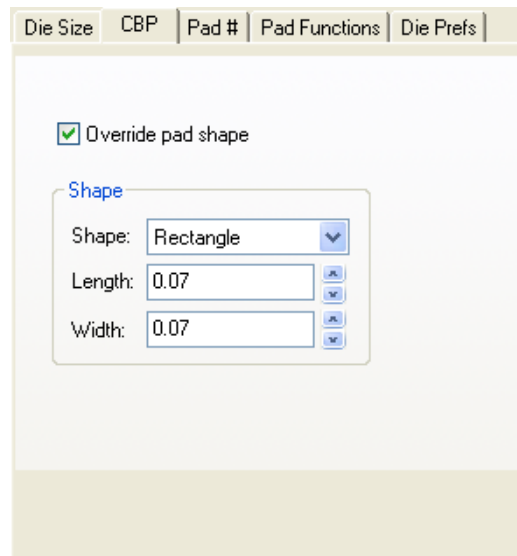 Die Size CBP Pad # Pad Functions Die Prefs
Override pad shape
Shape
Shape: Rectangle
Length: 0.07
Width: 0.07